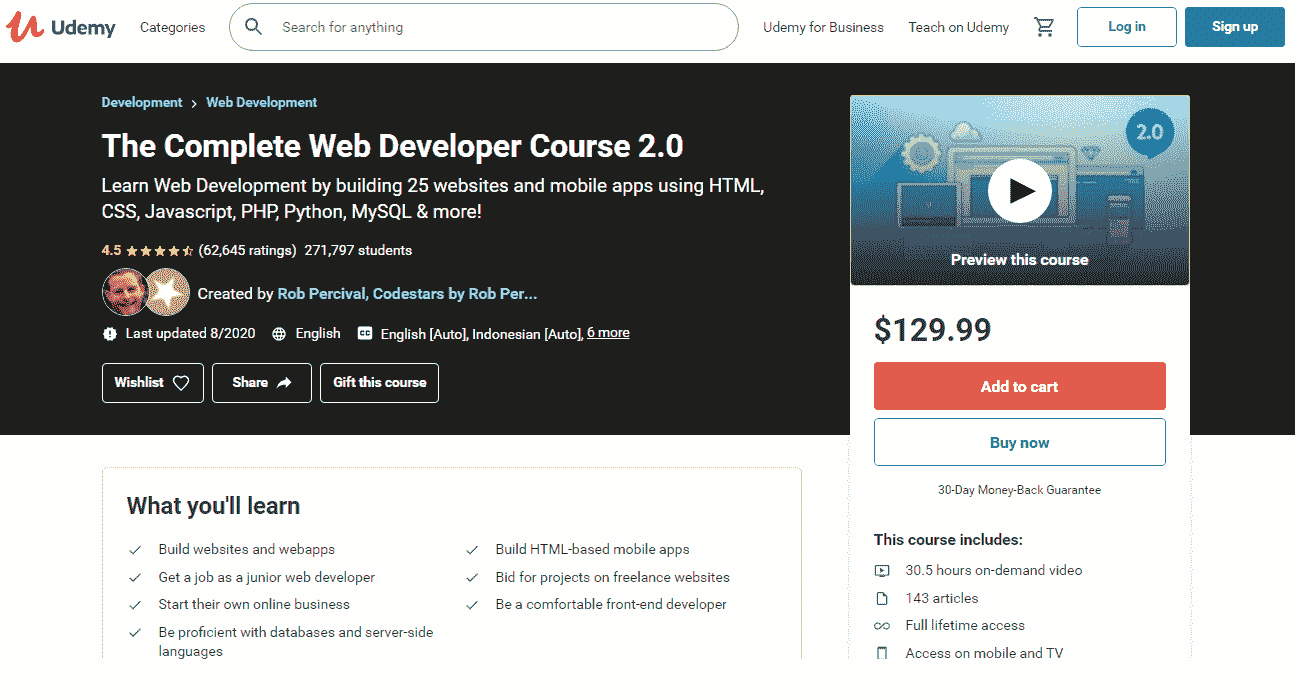 Udemy
Categories
Search for anything
Udemy for Business
Teach on Udemy
Log in
Sign up
Development > Web Development
The Complete Web Developer Course 2.0
Learn Web Development by building 25 websites and mobile apps using HTML,
CSS, Javascript, PHP, Python, MySQL & more!
4.5 (62,645 ratings) 271,797 students
Created by Rob Percival, Codestars by Rob Per...
Last updated 8/2020 English CC English [Auto], Indonesian [Auto], 6 more
Wishlist
Share
Gift this course
2.0
Preview this course
$129.99
Add to cart
Buy now
30-Day Money-Back Guarantee
This course includes:
30.5 hours on-demand video
143 articles
Full lifetime access
Access on mobile and TV
What you'll learn
Build websites and webapps
Get a job as a junior web developer
Start their own online business
Be proficient with databases and server-side
languages
Build HTML-based mobile apps
Bid for projects on freelance websites
Be a comfortable front-end developer